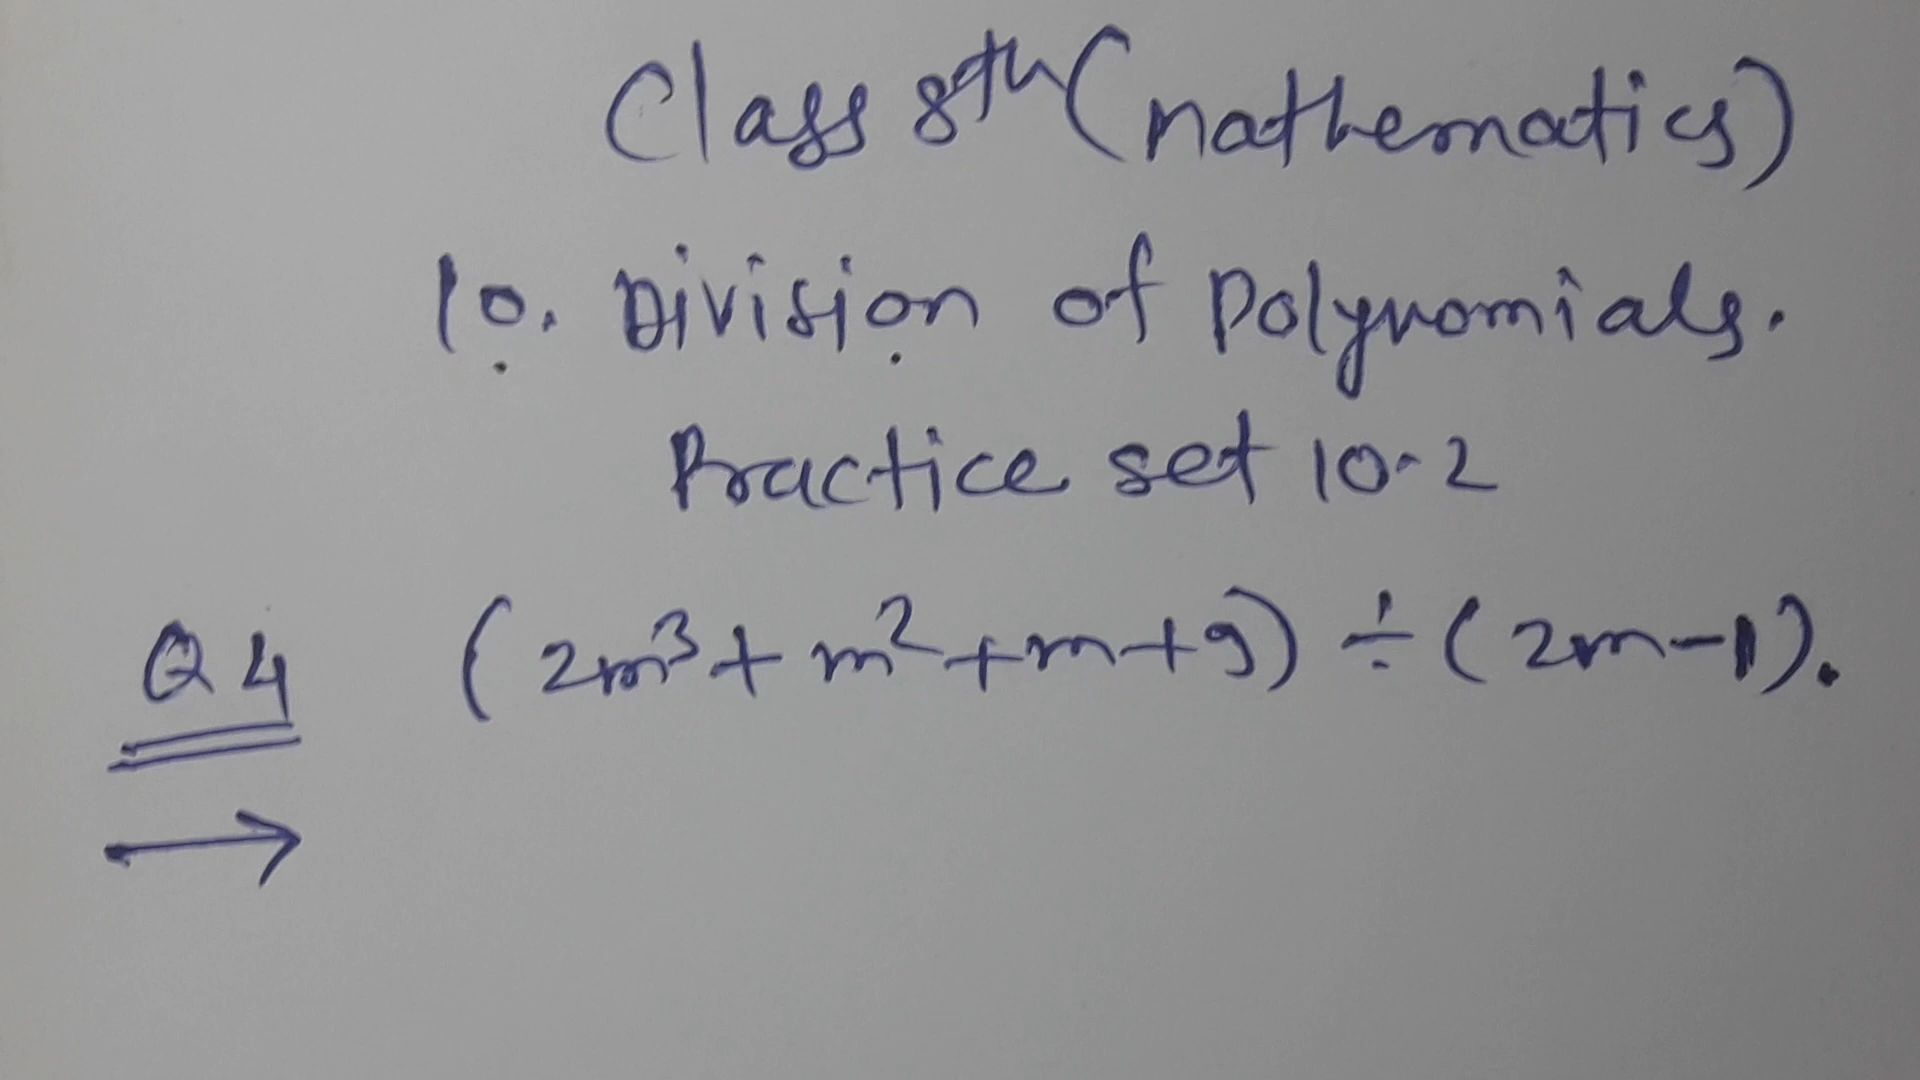 Class 8th (mathematics)
10. Division of Polynomials.
Practice set 10.2
Q4 (2m³ + m² + m + 9) ÷ (2m - 1).
→